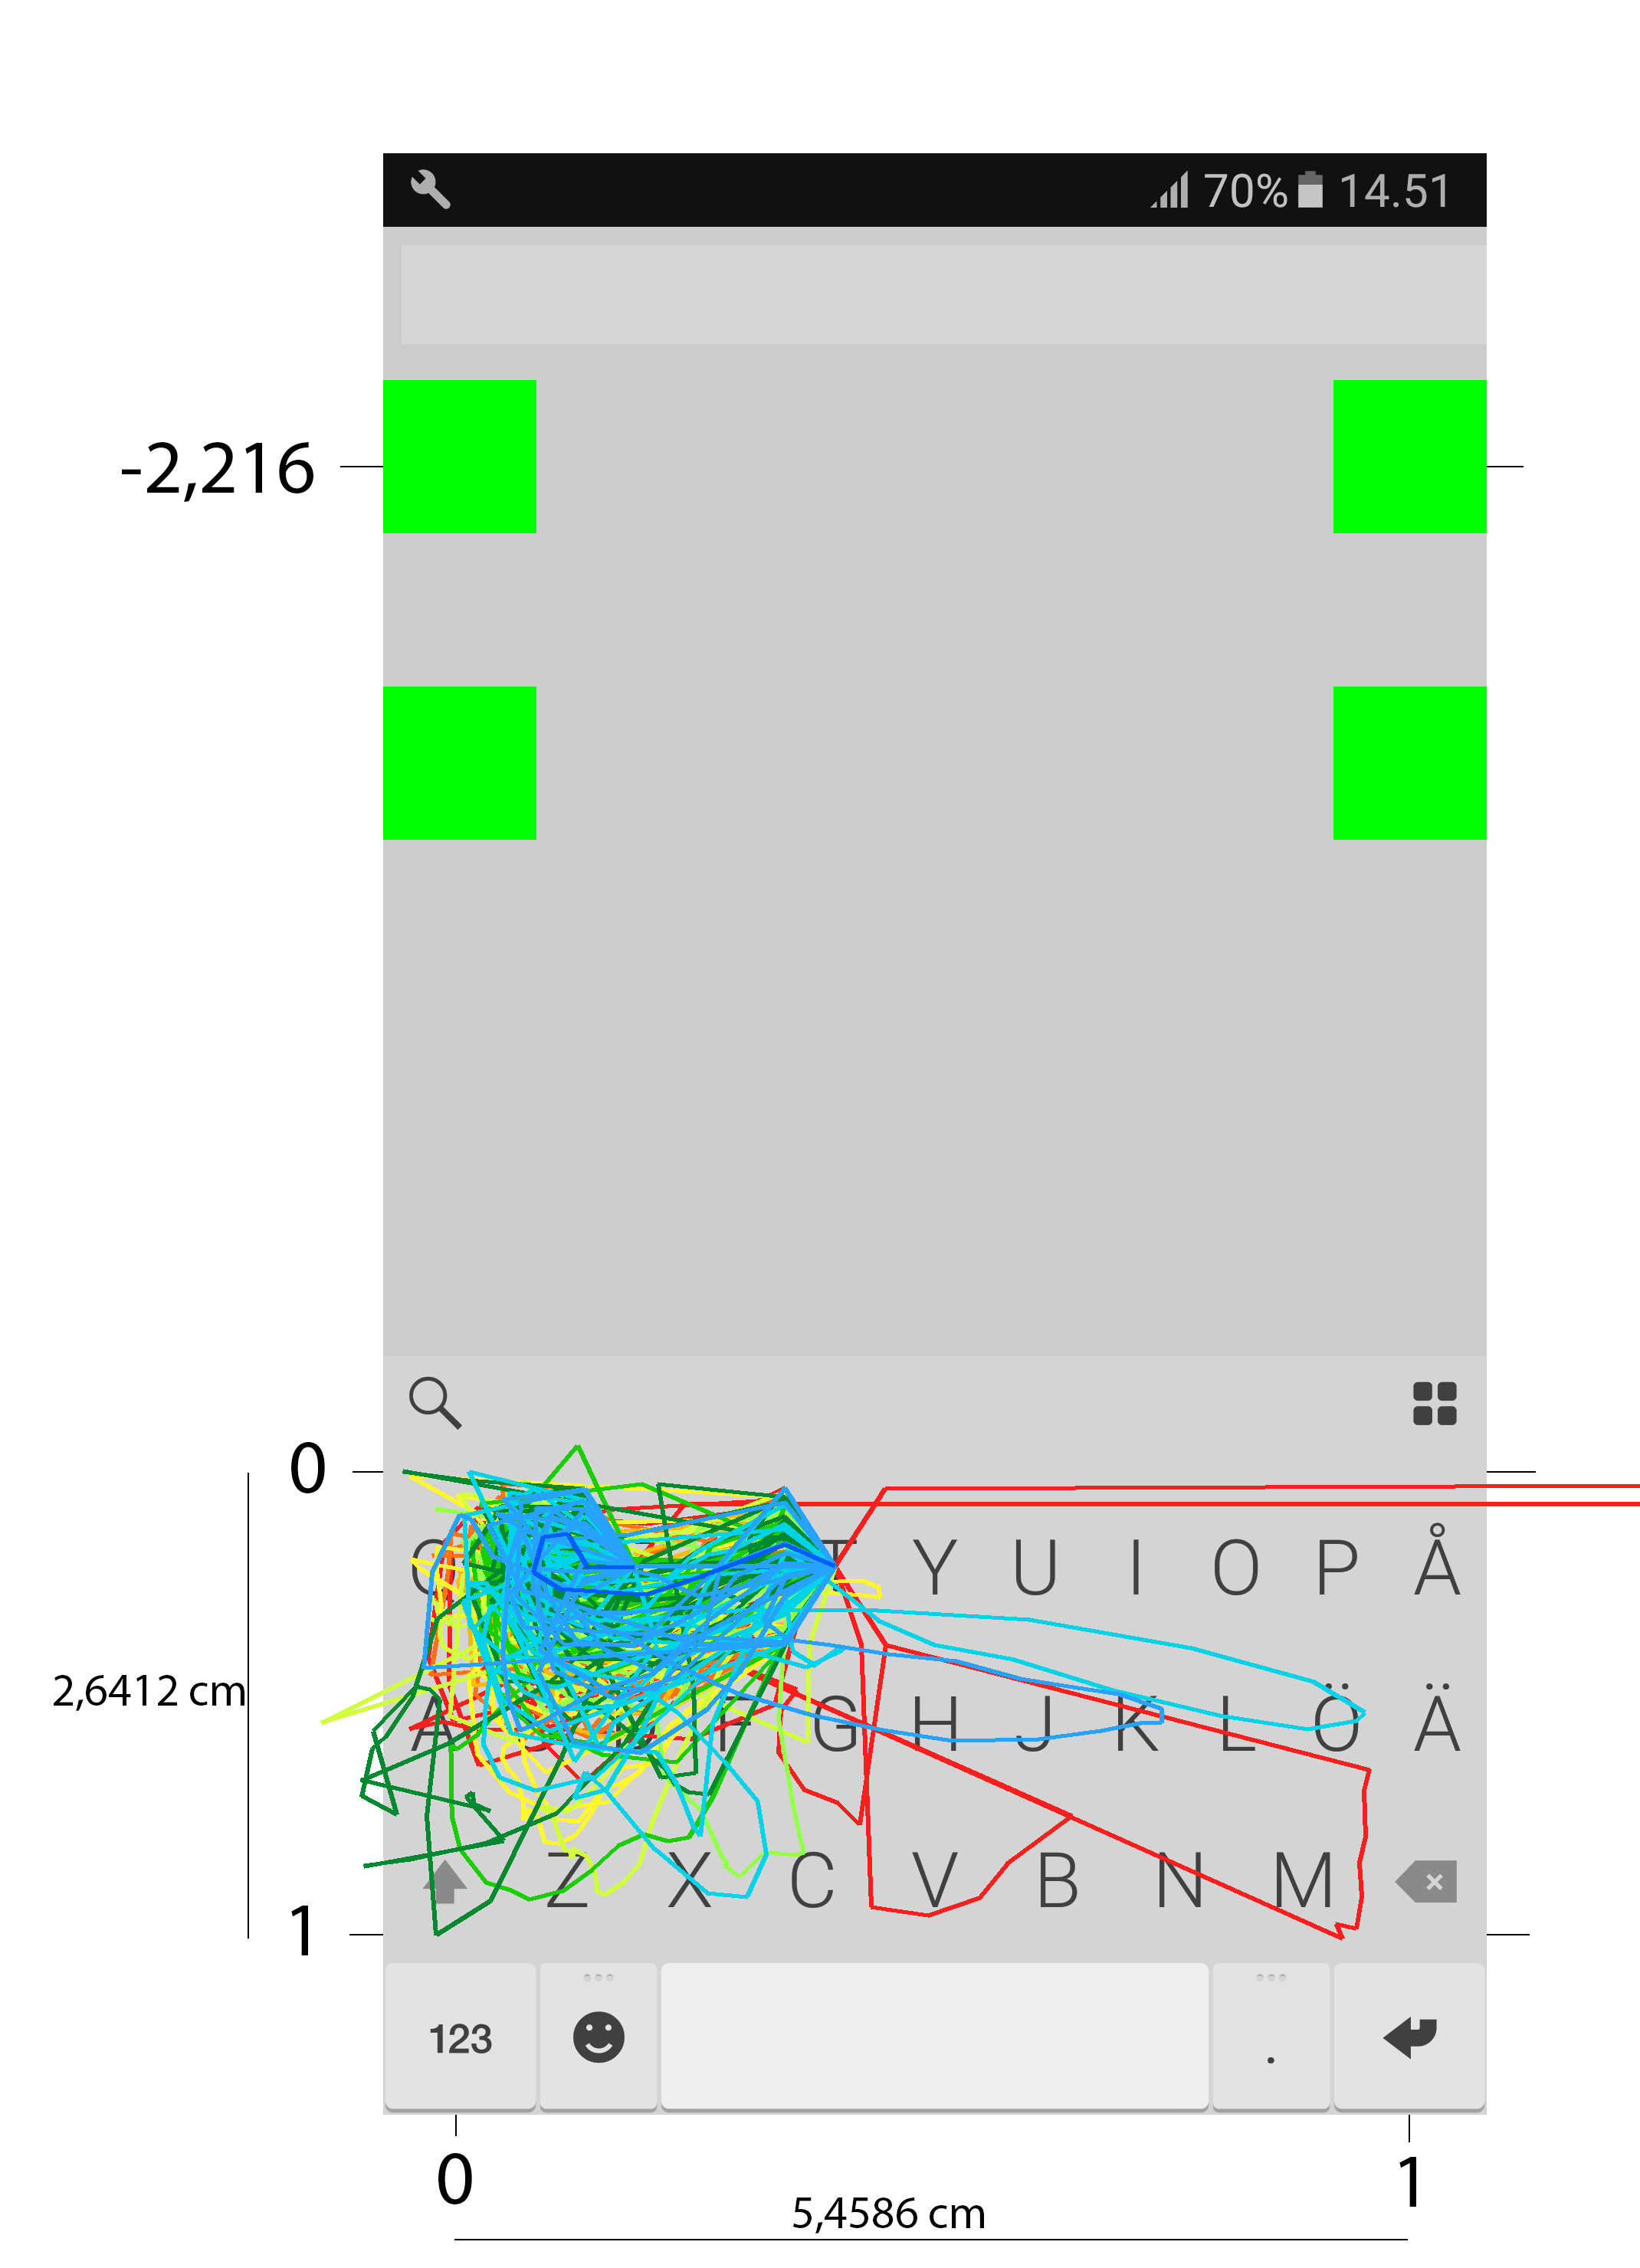 70% 14.51
-2,216
0
Q T Y U I O P Å
2,6412 cm
A F G H J K L Ö Ä
Z X C V B N M
1
123 .
0 1
5,4586 cm